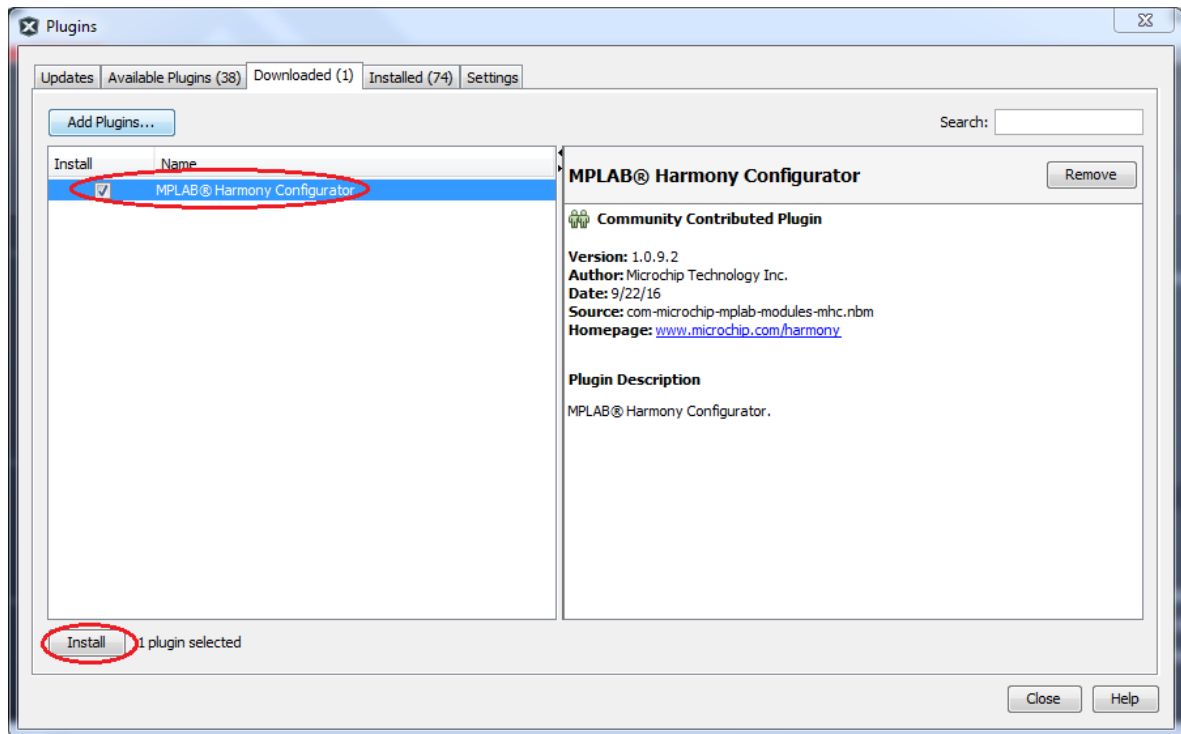 Plugins
Updates Available Plugins (38) Downloaded (1) Installed (74) Settings
Add Plugins... Search:
Install Name
MPLAB® Harmony Configurator
MPLAB® Harmony Configurator Remove
Community Contributed Plugin
Version: 1.0.9.2
Author: Microchip Technology Inc.
Date: 9/22/16
Source: com-microchip-mplab-modules-mhc.nbm
Homepage: www.microchip.com/harmony
Plugin Description
MPLAB® Harmony Configurator.
Install 1 plugin selected
Close Help